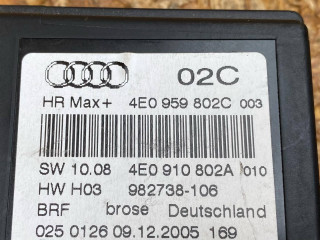 02C
HR Max+ 4E0 959 802C 003
SW 10.08 4E0 910 802A 010
HW H03 982738-106
BRF brose Deutschland
025 0126 09.12.2005 169